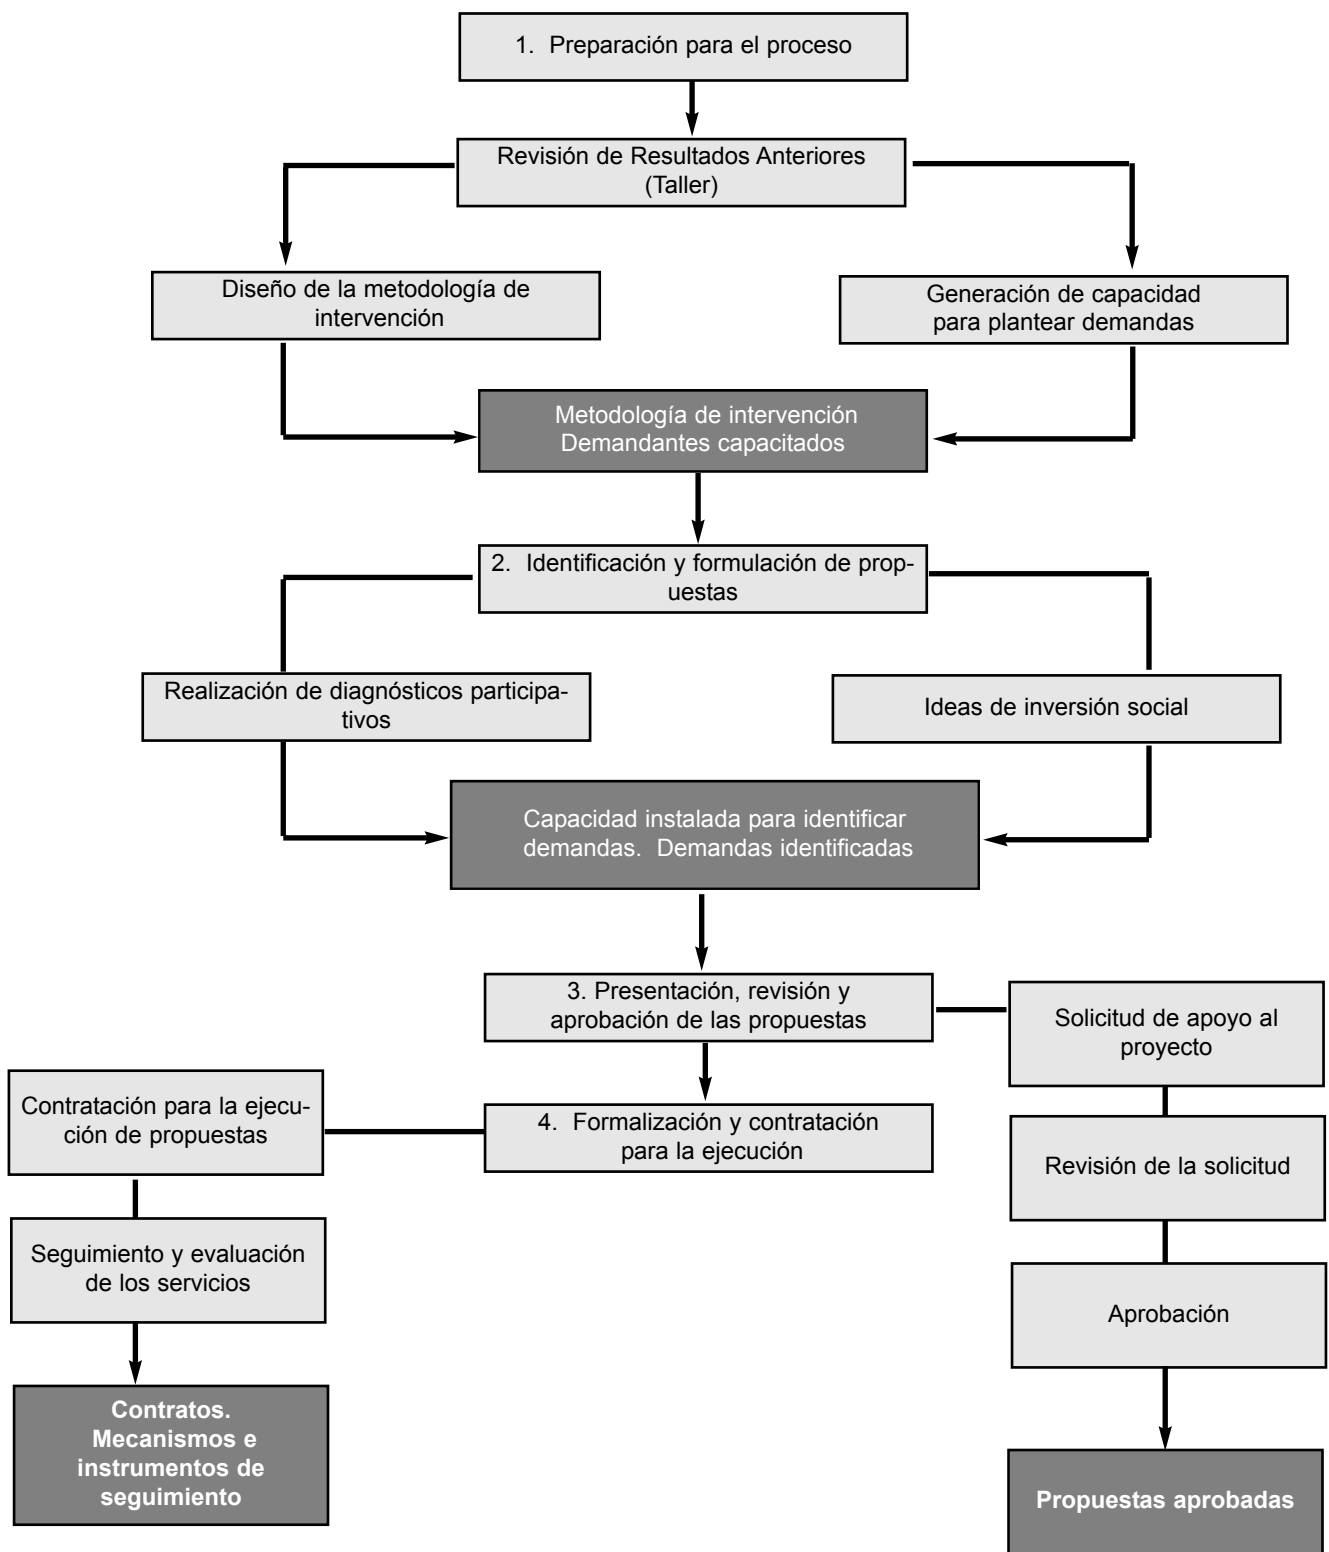 1. Preparación para el proceso
Revisión de Resultados Anteriores
(Taller)
Diseño de la metodología de
intervención
Generación de capacidad
para plantear demandas
Metodología de intervención
Demandantes capacitados
2. Identificación y formulación de prop-
uestas
Realización de diagnósticos participa-
tivos
Ideas de inversión social
Capacidad instalada para identificar
demandas. Demandas identificadas
3. Presentación, revisión y
aprobación de las propuestas
Solicitud de apoyo al
proyecto
Contratación para la ejecu-
ción de propuestas
4. Formalización y contratación
para la ejecución
Revisión de la solicitud
Seguimiento y evaluación
de los servicios
Aprobación
Contratos.
Mecanismos e
instrumentos de
seguimiento
Propuestas aprobadas